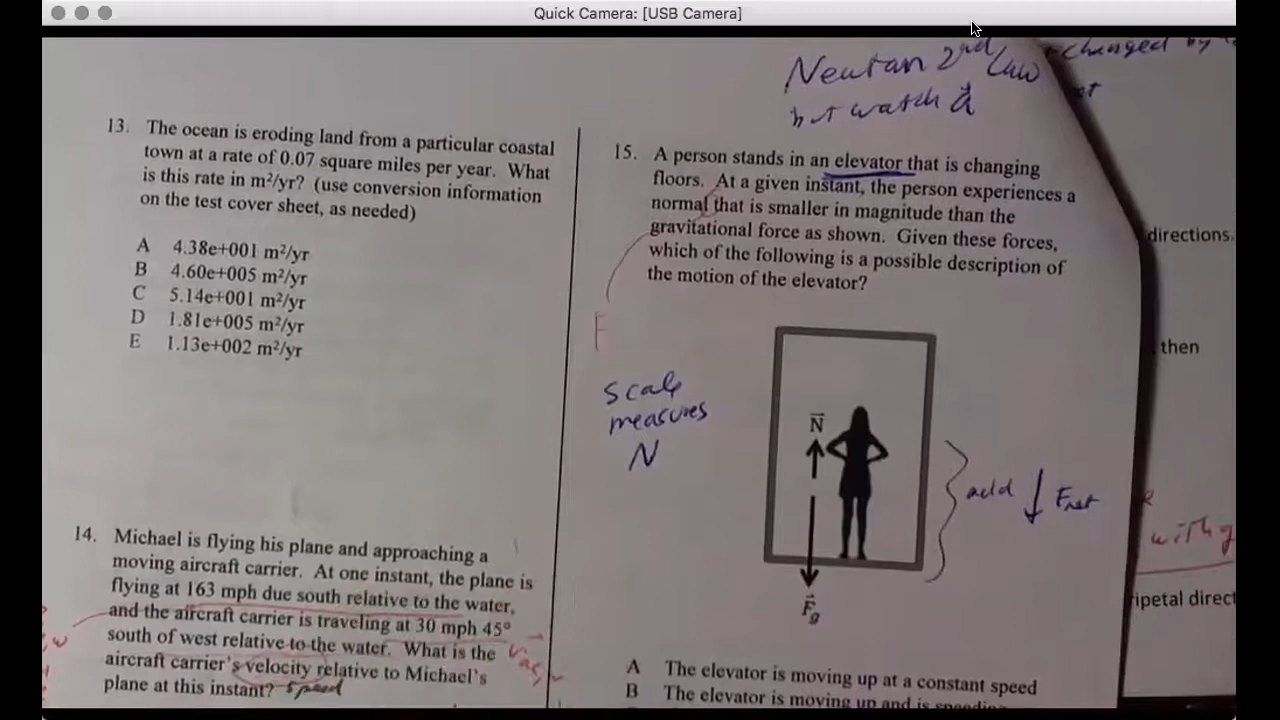 Quick Camera: [USB Camera]
Newtan 2nd Law
but watch a
changed by
13. The ocean is eroding land from a particular coastal
town at a rate of 0.07 square miles per year. What
is this rate in m²/yr? (use conversion information
on the test cover sheet, as needed)
A 4.38e+001 m²/yr
B 4.60e+005 m²/yr
C 5.14e+001 m²/yr
D 1.81e+005 m²/yr
E 1.13e+002 m²/yr
14. Michael is flying his plane and approaching a
moving aircraft carrier. At one instant, the plane is
flying at 163 mph due south relative to the water,
and the aircraft carrier is traveling at 30 mph 45°
south of west relative to the water. What is the
aircraft carrier's velocity relative to Michael's
plane at this instant? speed
15. A person stands in an elevator that is changing
floors. At a given instant, the person experiences a
normal that is smaller in magnitude than the
gravitational force as shown. Given these forces,
which of the following is a possible description of
the motion of the elevator?
F
scale
measures
N
N
Fg
add
Fnet
A The elevator is moving up at a constant speed
B The elevator is moving up and is
directions.
then
with g